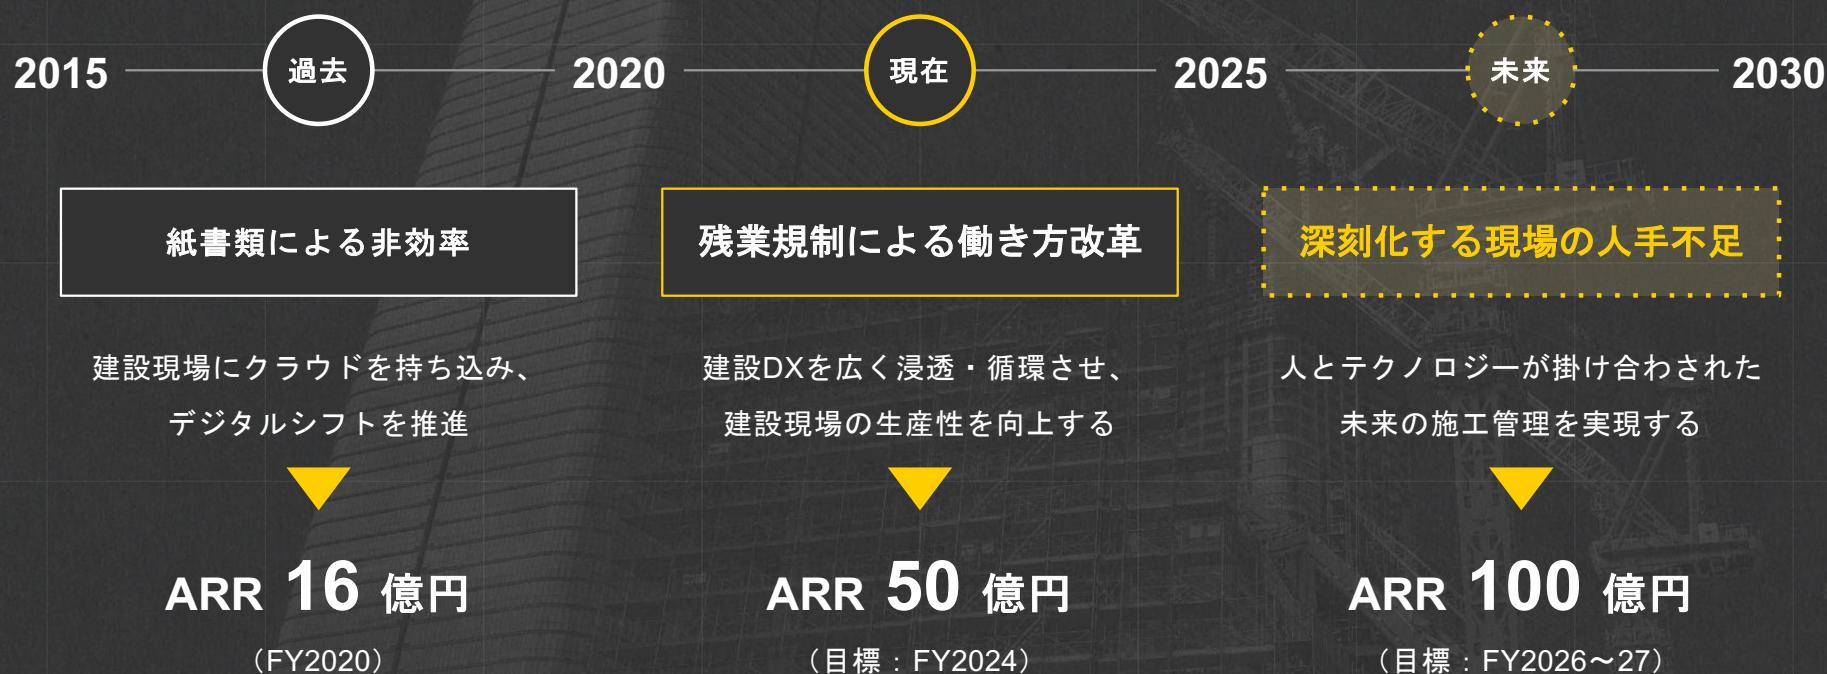 2015 過去 2020 現在 2025 未来 2030
紙書類による非効率
建設現場にクラウドを持ち込み、
デジタルシフトを推進
ARR 16 億円
（FY2020）
残業規制による働き方改革
建設DXを広く浸透・循環させ、
建設現場の生産性を向上する
ARR 50 億円
（目標：FY2024）
深刻化する現場の人手不足
人とテクノロジーが掛け合わされた
未来の施工管理を実現する
ARR 100 億円
（目標：FY2026〜27）